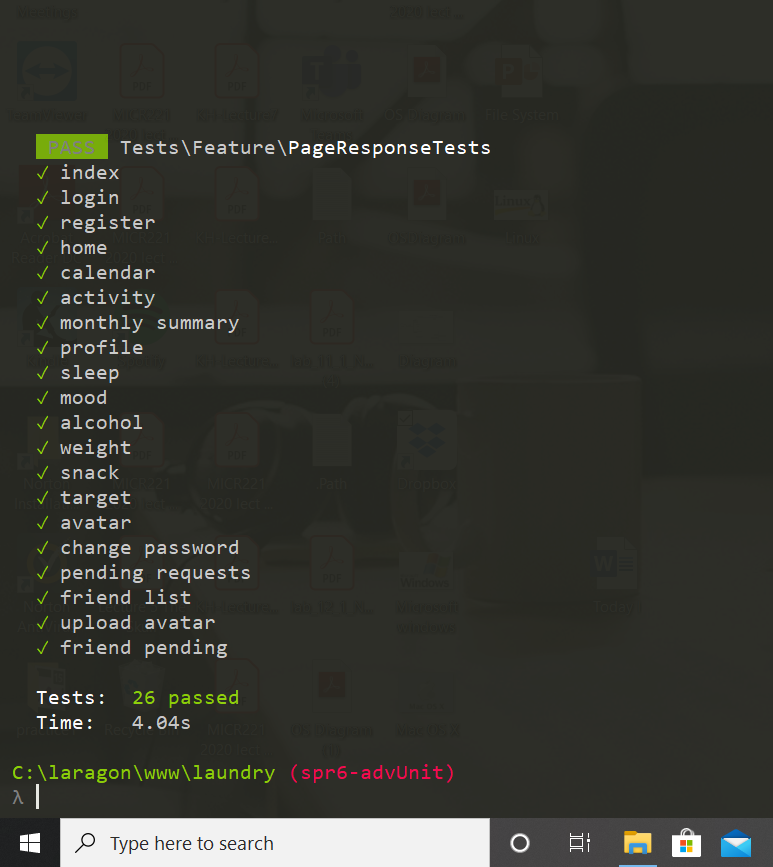 PASS Tests\Feature\PageResponseTests
✓ index
✓ login
✓ register
✓ home
✓ calendar
✓ activity
✓ monthly summary
✓ profile
✓ sleep
✓ mood
✓ alcohol
✓ weight
✓ snack
✓ target
✓ avatar
✓ change password
✓ pending requests
✓ friend list
✓ upload avatar
✓ friend pending
Tests: 26 passed
Time: 4.04s
C:\laragon\www\laundry (spr6-advUnit)
λ
Type here to search